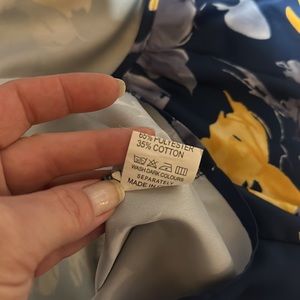 65% POLYESTER
35% COTTON
WASH DARK COLOURS
SEPARATELY
MADE IN